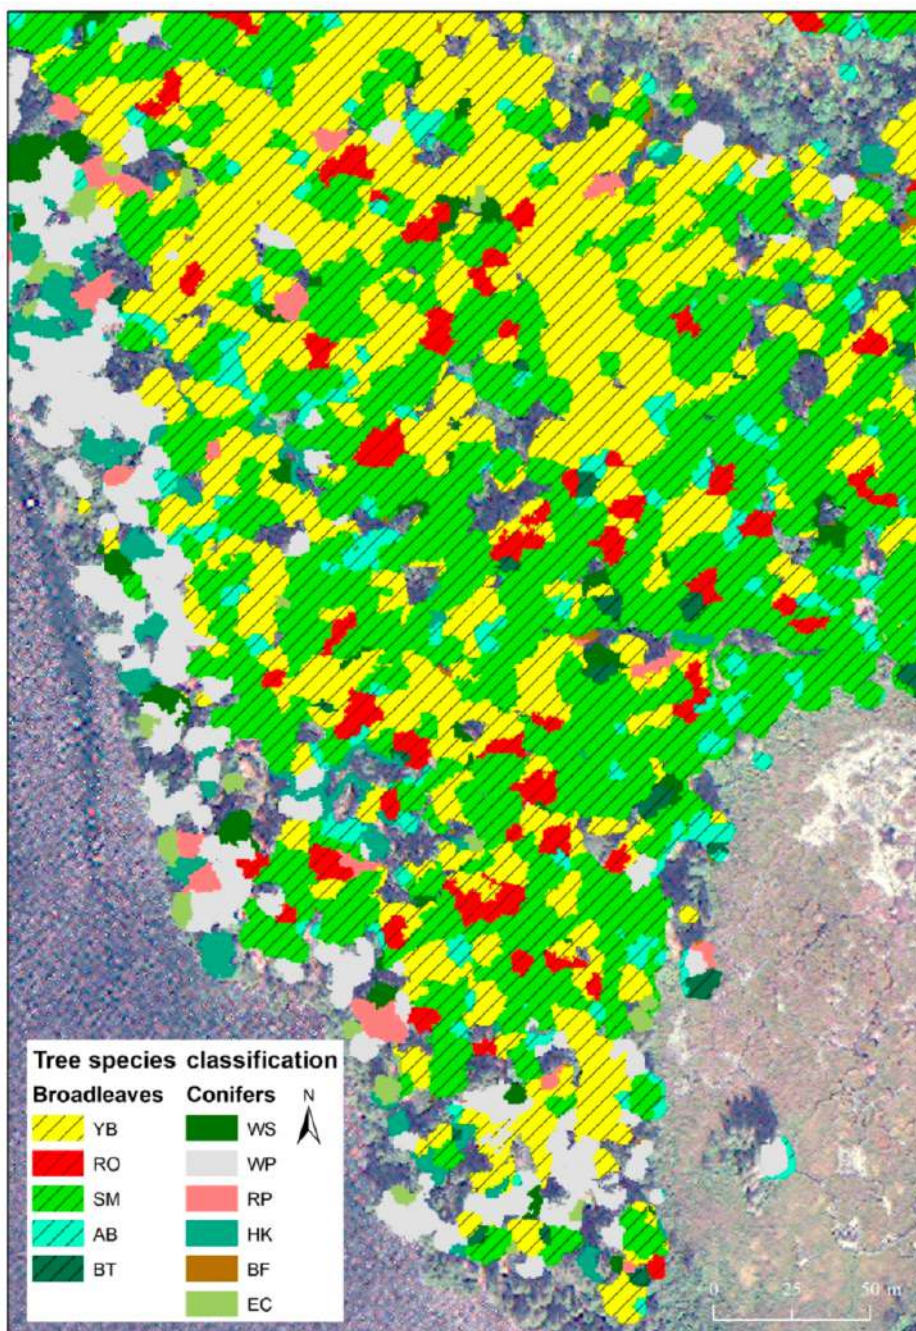 Tree species classification
Broadleaves Conifers N
YB WS
RO WP
SM RP
AB HK
BT BF
EC
0 25 50 m